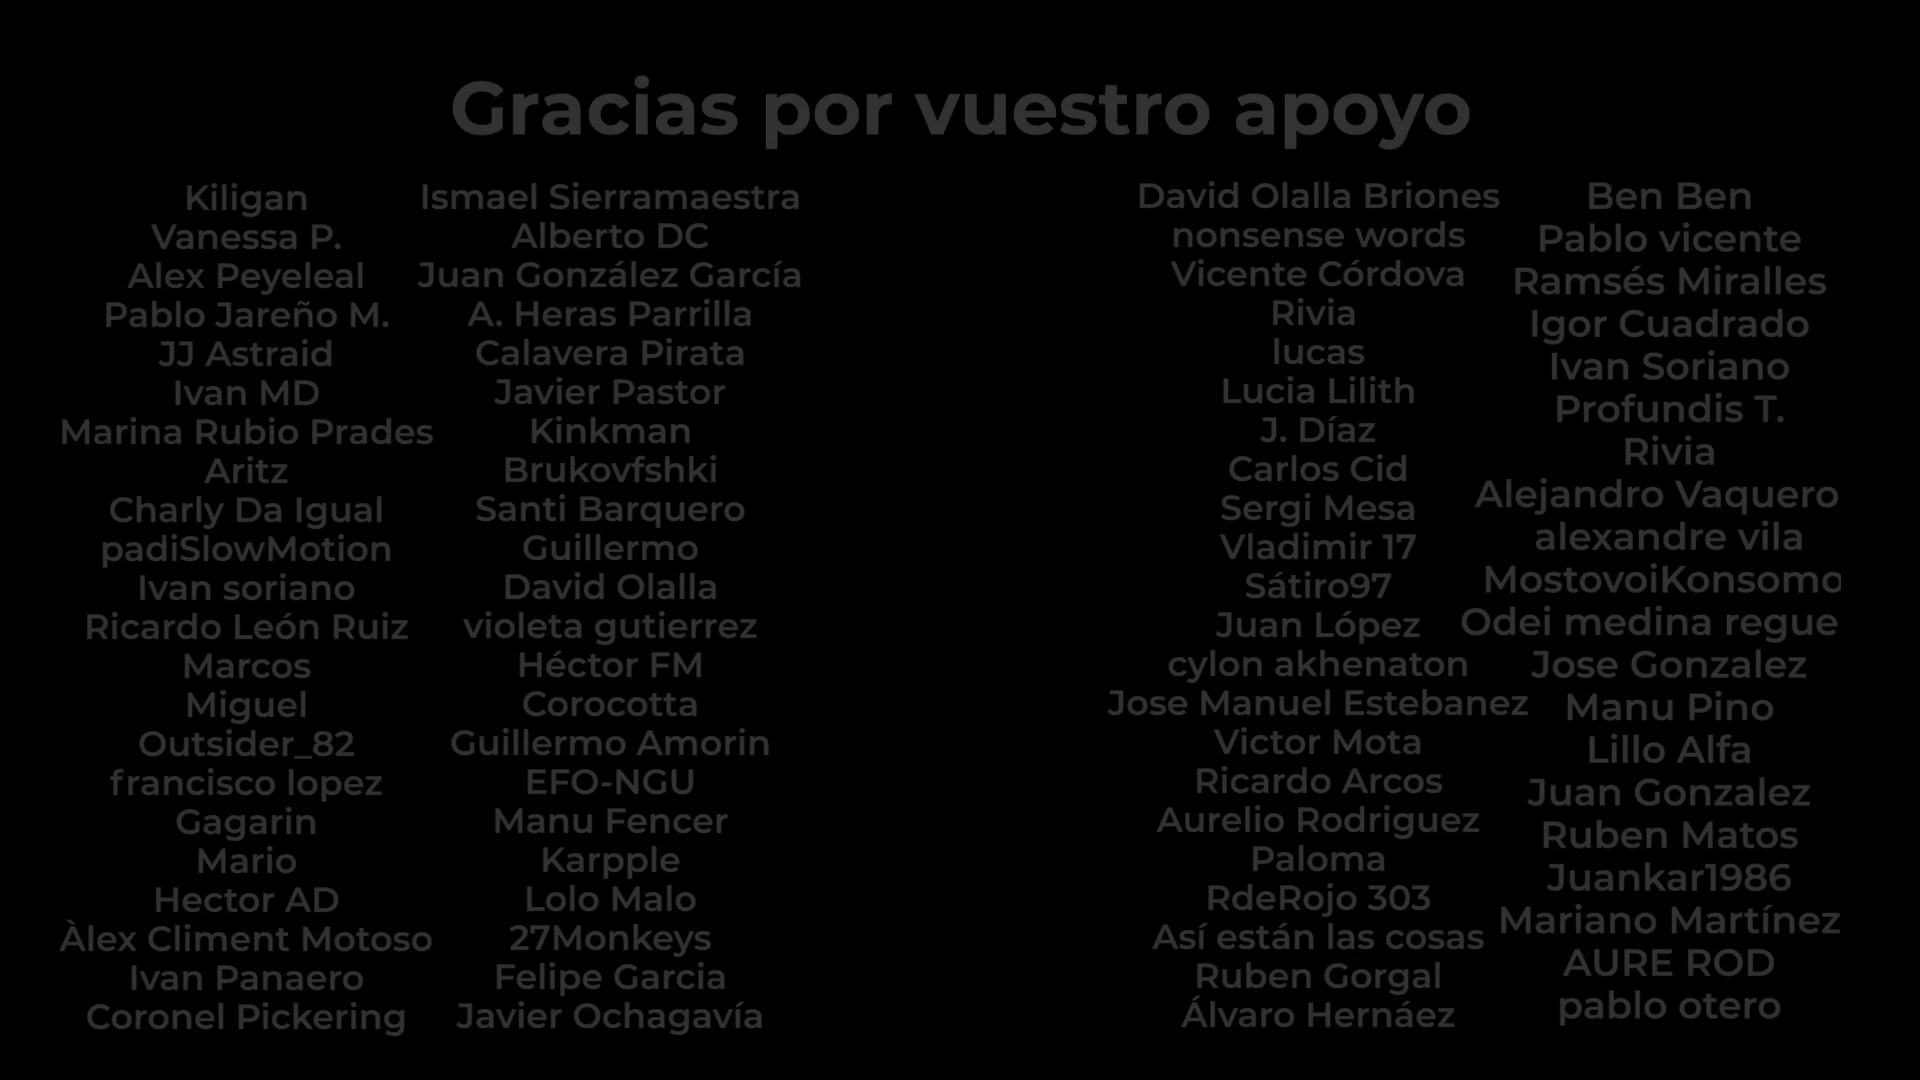 Gracias por vuestro apoyo
Kiligan
Vanessa P.
Alex Peyeleal
Pablo Jareño M.
JJ Astraid
Ivan MD
Marina Rubio Prades
Aritz
Charly Da Igual
padiSlowMotion
Ivan soriano
Ricardo León Ruiz
Marcos
Miguel
Outsider_82
francisco lopez
Gagarin
Mario
Hector AD
Àlex Climent Motoso
Ivan Panaero
Coronel Pickering
Ismael Sierramaestra
Alberto DC
Juan González García
A. Heras Parrilla
Calavera Pirata
Javier Pastor
Kinkman
Brukovfshki
Santi Barquero
Guillermo
David Olalla
violeta gutierrez
Héctor FM
Corocotta
Guillermo Amorin
EFO-NGU
Manu Fencer
Karpple
Lolo Malo
27Monkeys
Felipe Garcia
Javier Ochagavía
David Olalla Briones
nonsense words
Vicente Córdova
Rivia
lucas
Lucia Lilith
J. Díaz
Carlos Cid
Sergi Mesa
Vladimir 17
Sátiro97
Juan López
cylon akhenaton
Jose Manuel Estebanez
Victor Mota
Ricardo Arcos
Aurelio Rodriguez
Paloma
RdeRojo 303
Así están las cosas
Ruben Gorgal
Álvaro Hernáez
Ben Ben
Pablo vicente
Ramsés Miralles
Igor Cuadrado
Ivan Soriano
Profundis T.
Rivia
Alejandro Vaquero
alexandre vila
MostovoiKonsomo
Odei medina regue
Jose Gonzalez
Manu Pino
Lillo Alfa
Juan Gonzalez
Ruben Matos
Juankar1986
Mariano Martínez
AURE ROD
pablo otero